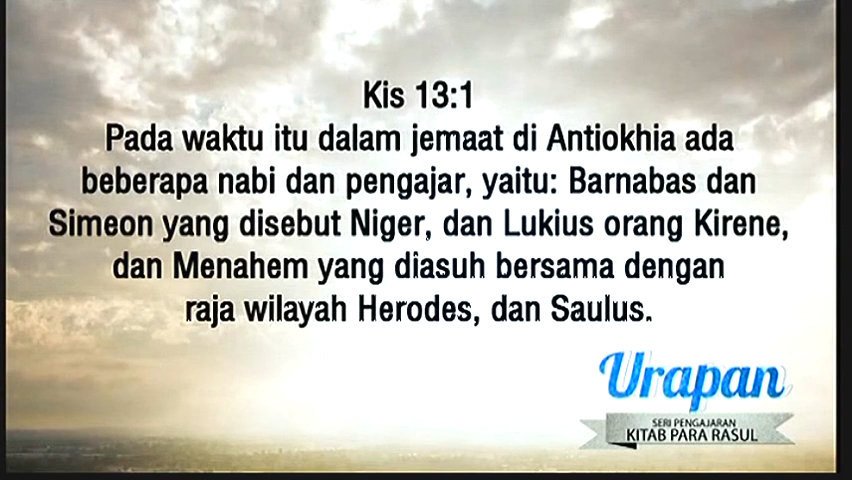 Kis 13:1
Pada waktu itu dalam jemaat di Antiokhia ada
beberapa nabi dan pengajar, yaitu: Barnabas dan
Simeon yang disebut Niger, dan Lukius orang Kirene,
dan Menahem yang diasuh bersama dengan
raja wilayah Herodes, dan Saulus.
Urapan
SERI PENGAJARAN
KITAB PARA RASUL